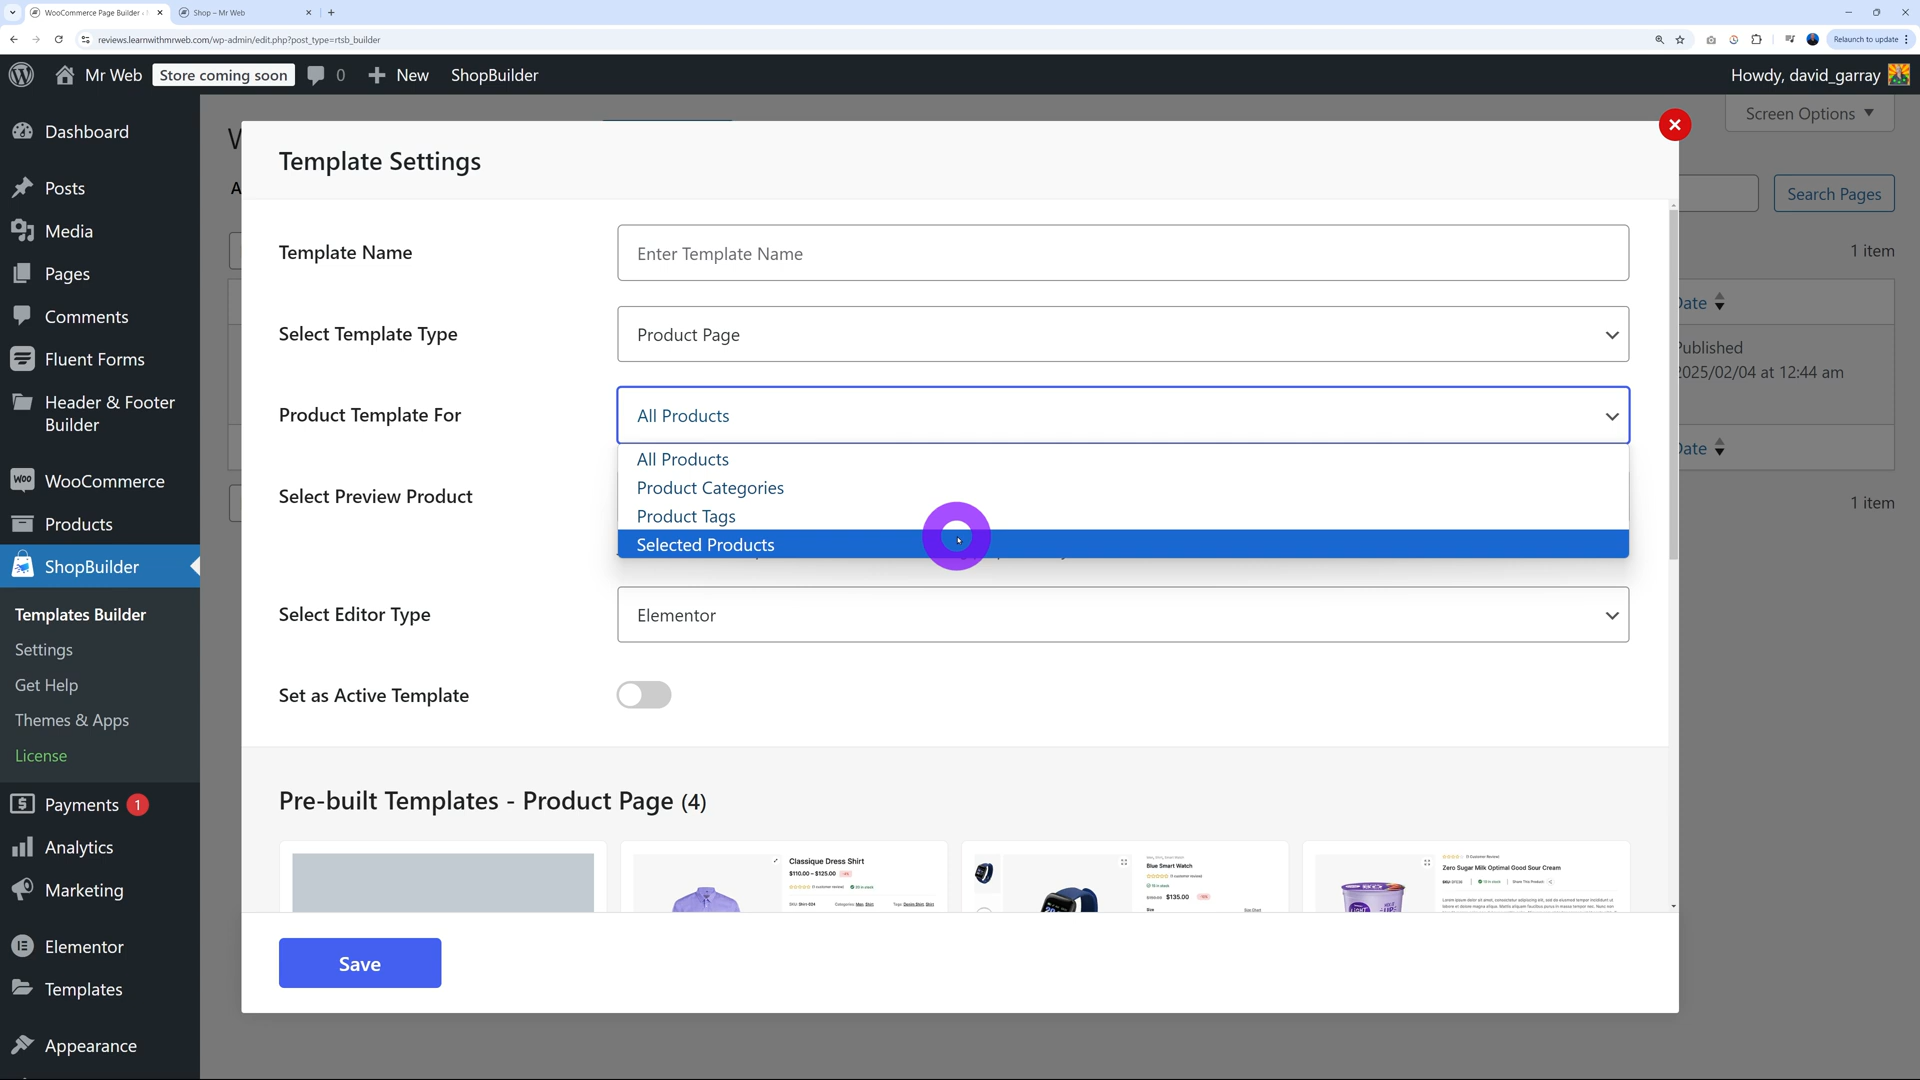 WooCommerce Page Builder
Shop – Mr Web
reviews.learnwithmrweb.com/wp-admin/edit.php?post_type=rtsb_builder
Relaunch to update
Mr Web
Store coming soon
0
New
ShopBuilder
Howdy, david_garray
Screen Options
Dashboard
Posts
Media
Pages
Comments
Fluent Forms
Header & Footer
Builder
WooCommerce
Products
ShopBuilder
Templates Builder
Settings
Get Help
Themes & Apps
License
Payments 1
Analytics
Marketing
Elementor
Templates
Appearance
Template Settings
Search Pages
Template Name
Enter Template Name
1 item
Select Template Type
Product Page
Date
Published
2025/02/04 at 12:44 am
Product Template For
All Products
All Products
Product Categories
Product Tags
Selected Products
Date
Select Preview Product
1 item
Select Editor Type
Elementor
Set as Active Template
Pre-built Templates - Product Page (4)
Classique Dress Shirt
$110.00 – $125.00
Blue Smart Watch
$135.00
Zero Sugar Milk Optimal Good Sour Cream
Save